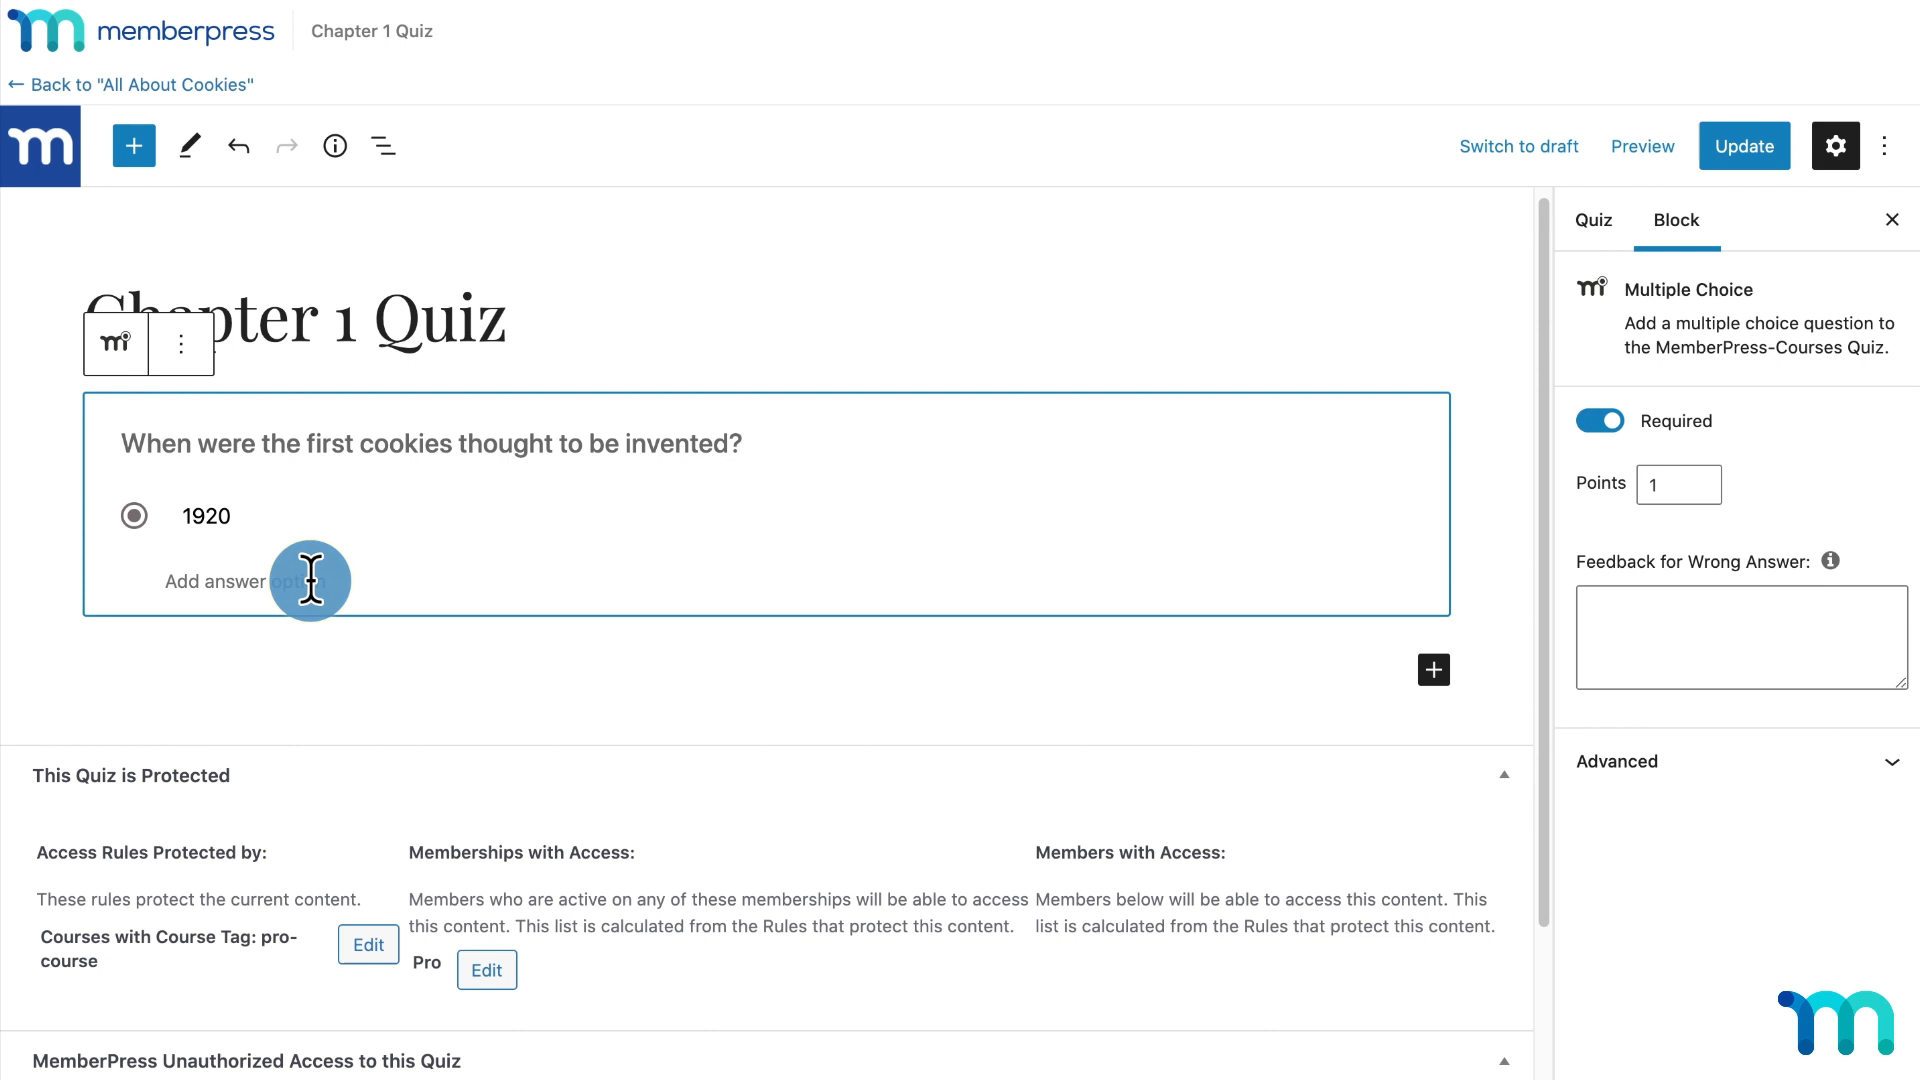 memberpress
Chapter 1 Quiz
← Back to "All About Cookies"
Switch to draft
Preview
Update
Quiz
Block
Multiple Choice
Add a multiple choice question to
the MemberPress-Courses Quiz.
Chapter 1 Quiz
When were the first cookies thought to be invented?
1920
Add answer option
Required
Points
1
Feedback for Wrong Answer:
Advanced
This Quiz is Protected
Access Rules Protected by:
These rules protect the current content.
Courses with Course Tag: pro-
course
Edit
Memberships with Access:
Members who are active on any of these memberships will be able to access
this content. This list is calculated from the Rules that protect this content.
Pro
Edit
Members with Access:
Members below will be able to access this content. This
list is calculated from the Rules that protect this content.
MemberPress Unauthorized Access to this Quiz